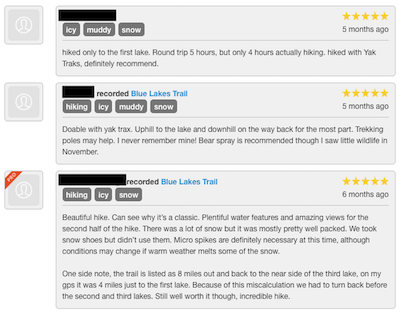 5 months ago
icy muddy snow
hiked only to the first lake. Round trip 5 hours, but only 4 hours actually hiking. hiked with Yak
Traks, definitely recommend.
recorded Blue Lakes Trail
hiking icy muddy snow
5 months ago
Doable with yak trax. Uphill to the lake and downhill on the way back for the most part. Trekking
poles may help. I never remember mine! Bear spray is recommended though I saw little wildlife in
November.
PRO
recorded Blue Lakes Trail
hiking icy snow
6 months ago
Beautiful hike. Can see why it's a classic. Plentiful water features and amazing views for the
second half of the hike. There was a lot of snow but it was mostly pretty well packed. We took
snow shoes but didn't use them. Micro spikes are definitely necessary at this time, although
conditions may change if warm weather melts some of the snow.
One side note, the trail is listed as 8 miles out and back to the near side of the third lake, on my
gps it was 4 miles just to the first lake. Because of this miscalculation we had to turn back before
the second and third lakes. Still well worth it though, incredible hike.